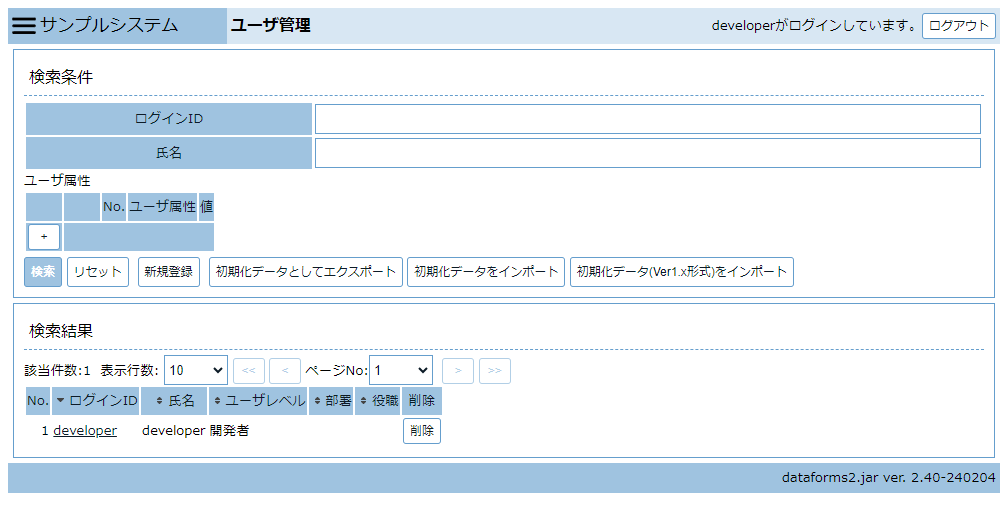 サンプルシステム ユーザ管理 developerがログインしています。 ログアウト
検索条件
ログインID
氏名
ユーザ属性
No. ユーザ属性 値
+
検索 リセット 新規登録 初期化データとしてエクスポート 初期化データをインポート 初期化データ(Ver1.x形式)をインポート
検索結果
該当件数:1 表示行数: 10 << < ページNo: 1 > >>
No. ログインID 氏名 ユーザレベル 部署 役職 削除
1 developer developer 開発者 削除
dataforms2.jar ver. 2.40-240204